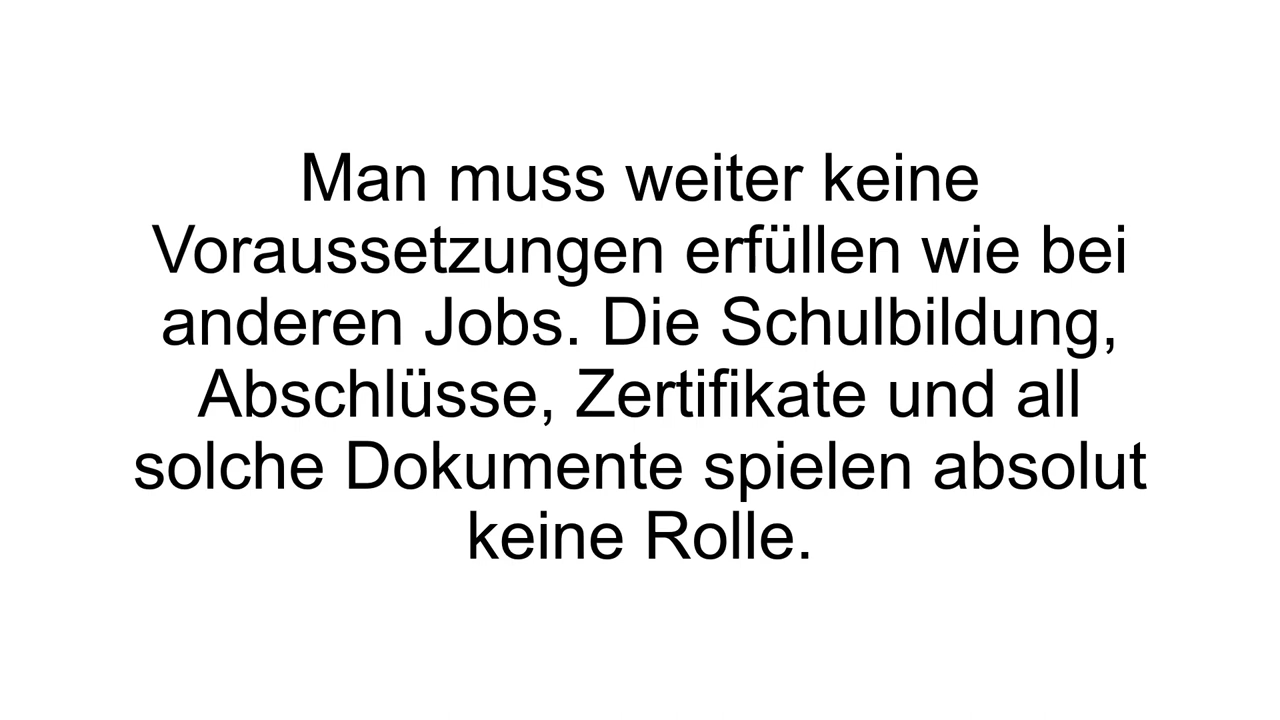 Man muss weiter keine
Voraussetzungen erfüllen wie bei
anderen Jobs. Die Schulbildung,
Abschlüsse, Zertifikate und all
solche Dokumente spielen absolut
keine Rolle.